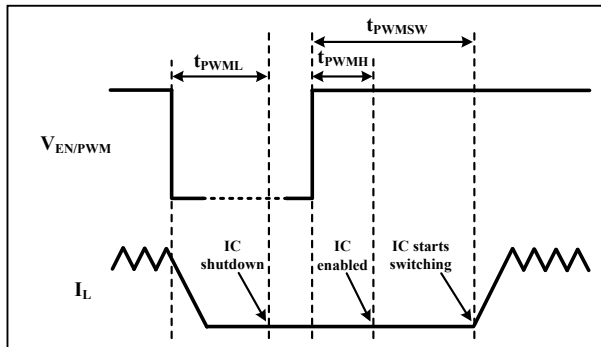 tPWMSW
tPWML
tPWMH
VEN/PWM
IC
shutdown
IC
enabled
IC starts
switching
IL